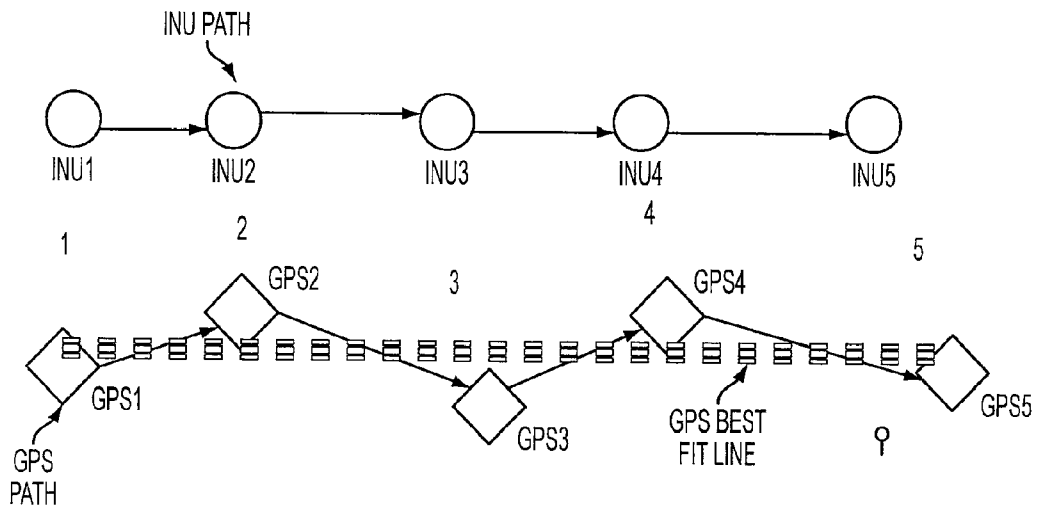 INU PATH
INU1 INU2 INU3 INU4 INU5
1 2 3 4 5
GPS1 GPS2 GPS3 GPS4 GPS5
GPS
PATH
GPS BEST
FIT LINE